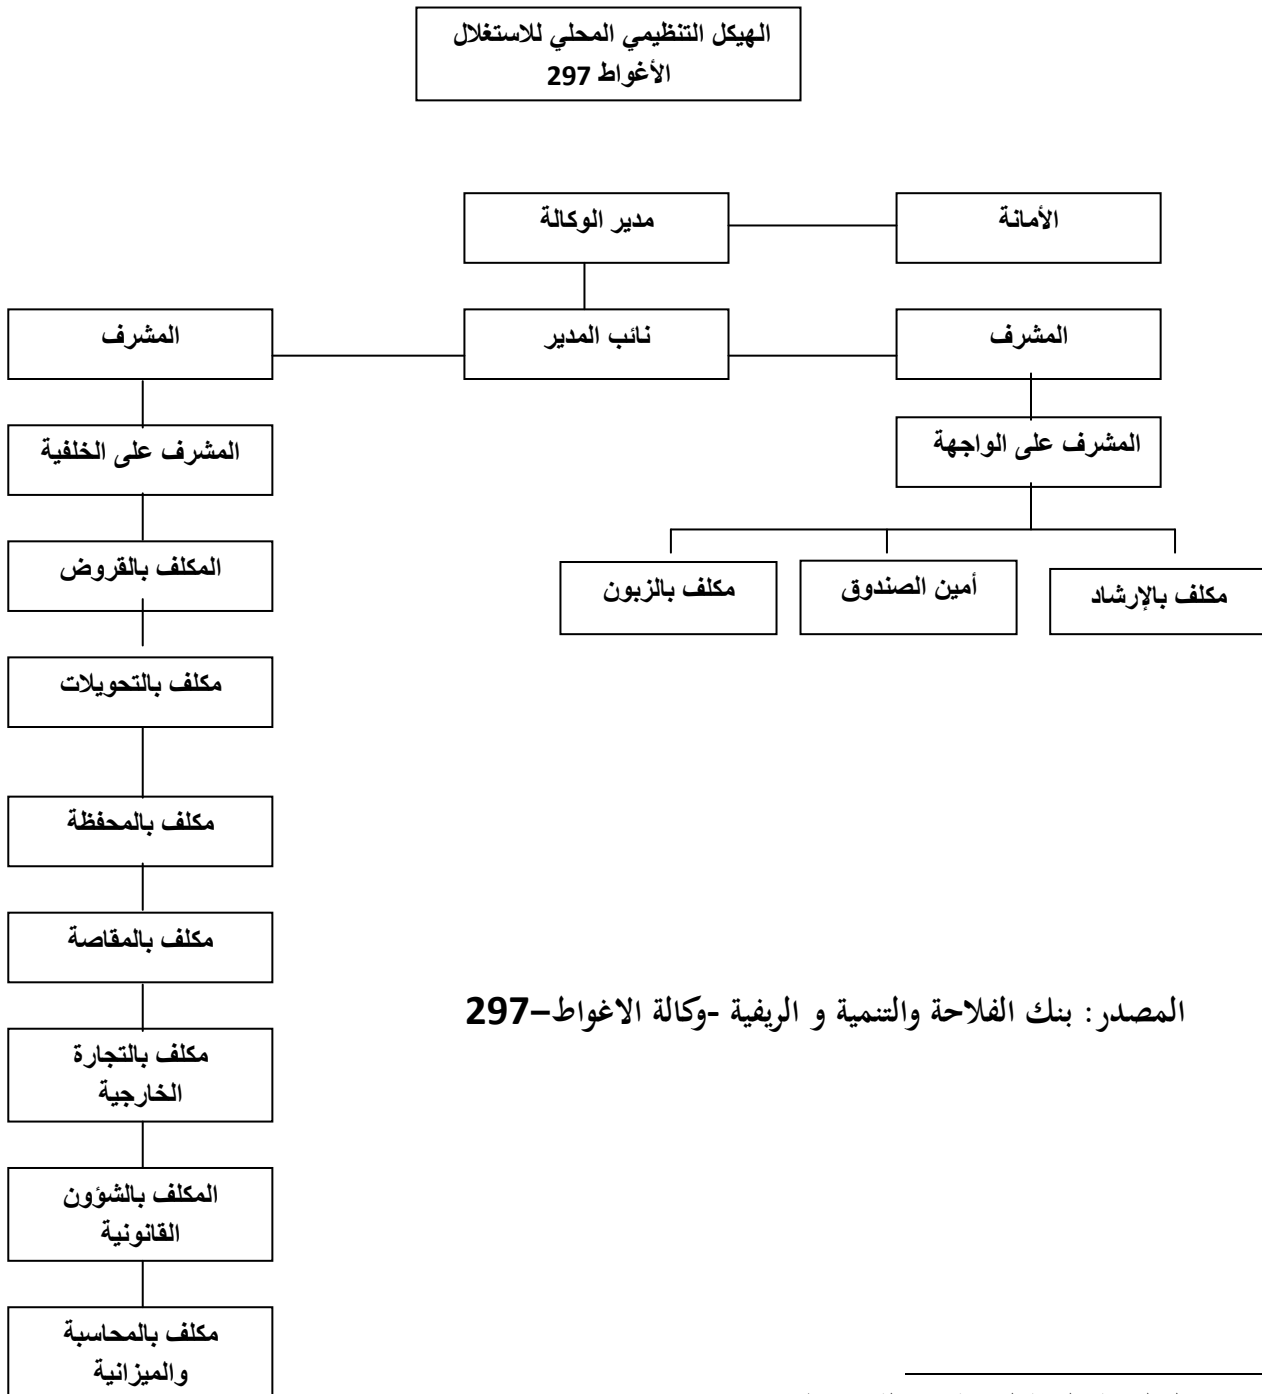 الهيكل التنظيمي المحلي للاستغلال
الأغواط 297
الأمانة
مدير الوكالة
المشرف
نائب المدير
المشرف
المشرف على الواجهة
المشرف على الخلفية
مكلف بالإرشاد
أمين الصندوق
مكلف بالزبون
المكلف بالقروض
مكلف بالتحويلات
مكلف بالمحفظة
مكلف بالمقاصة
مكلف بالتجارة
الخارجية
المكلف بالشؤون
القانونية
مكلف بالمحاسبة
والميزانية
المصدر: بنك الفلاحة والتنمية و الريفية -وكالة الاغواط–297